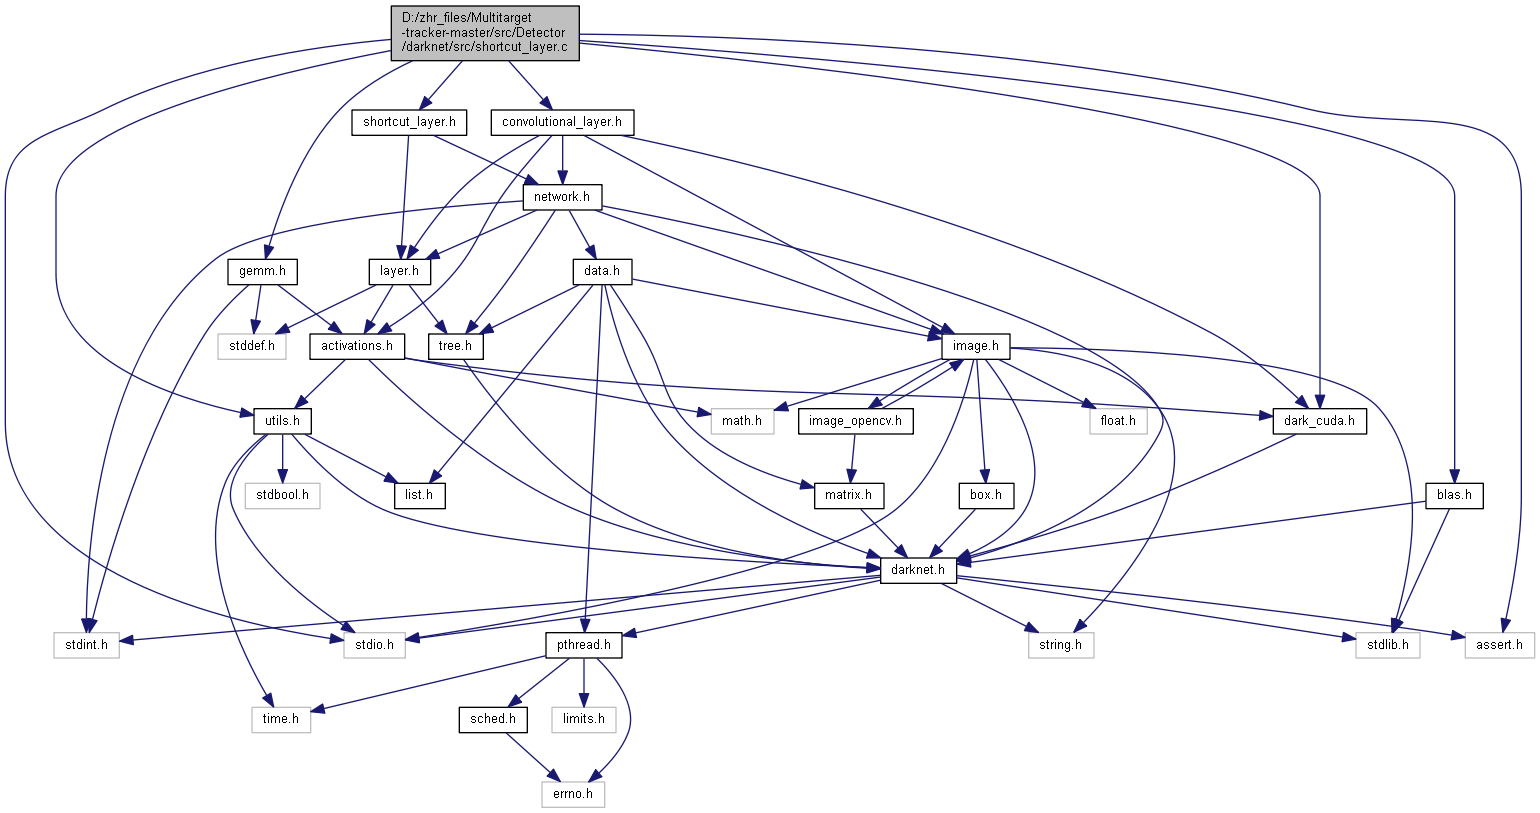 D:/zhr_files/Multitarget
-tracker-master/src/Detector
/darknet/src/shortcut_layer.c
shortcut_layer.h
convolutional_layer.h
network.h
gemm.h
layer.h
data.h
stddef.h
activations.h
tree.h
image.h
utils.h
math.h
image_opencv.h
float.h
dark_cuda.h
stdbool.h
list.h
matrix.h
box.h
blas.h
darknet.h
stdint.h
stdio.h
pthread.h
string.h
stdlib.h
assert.h
time.h
sched.h
limits.h
errno.h